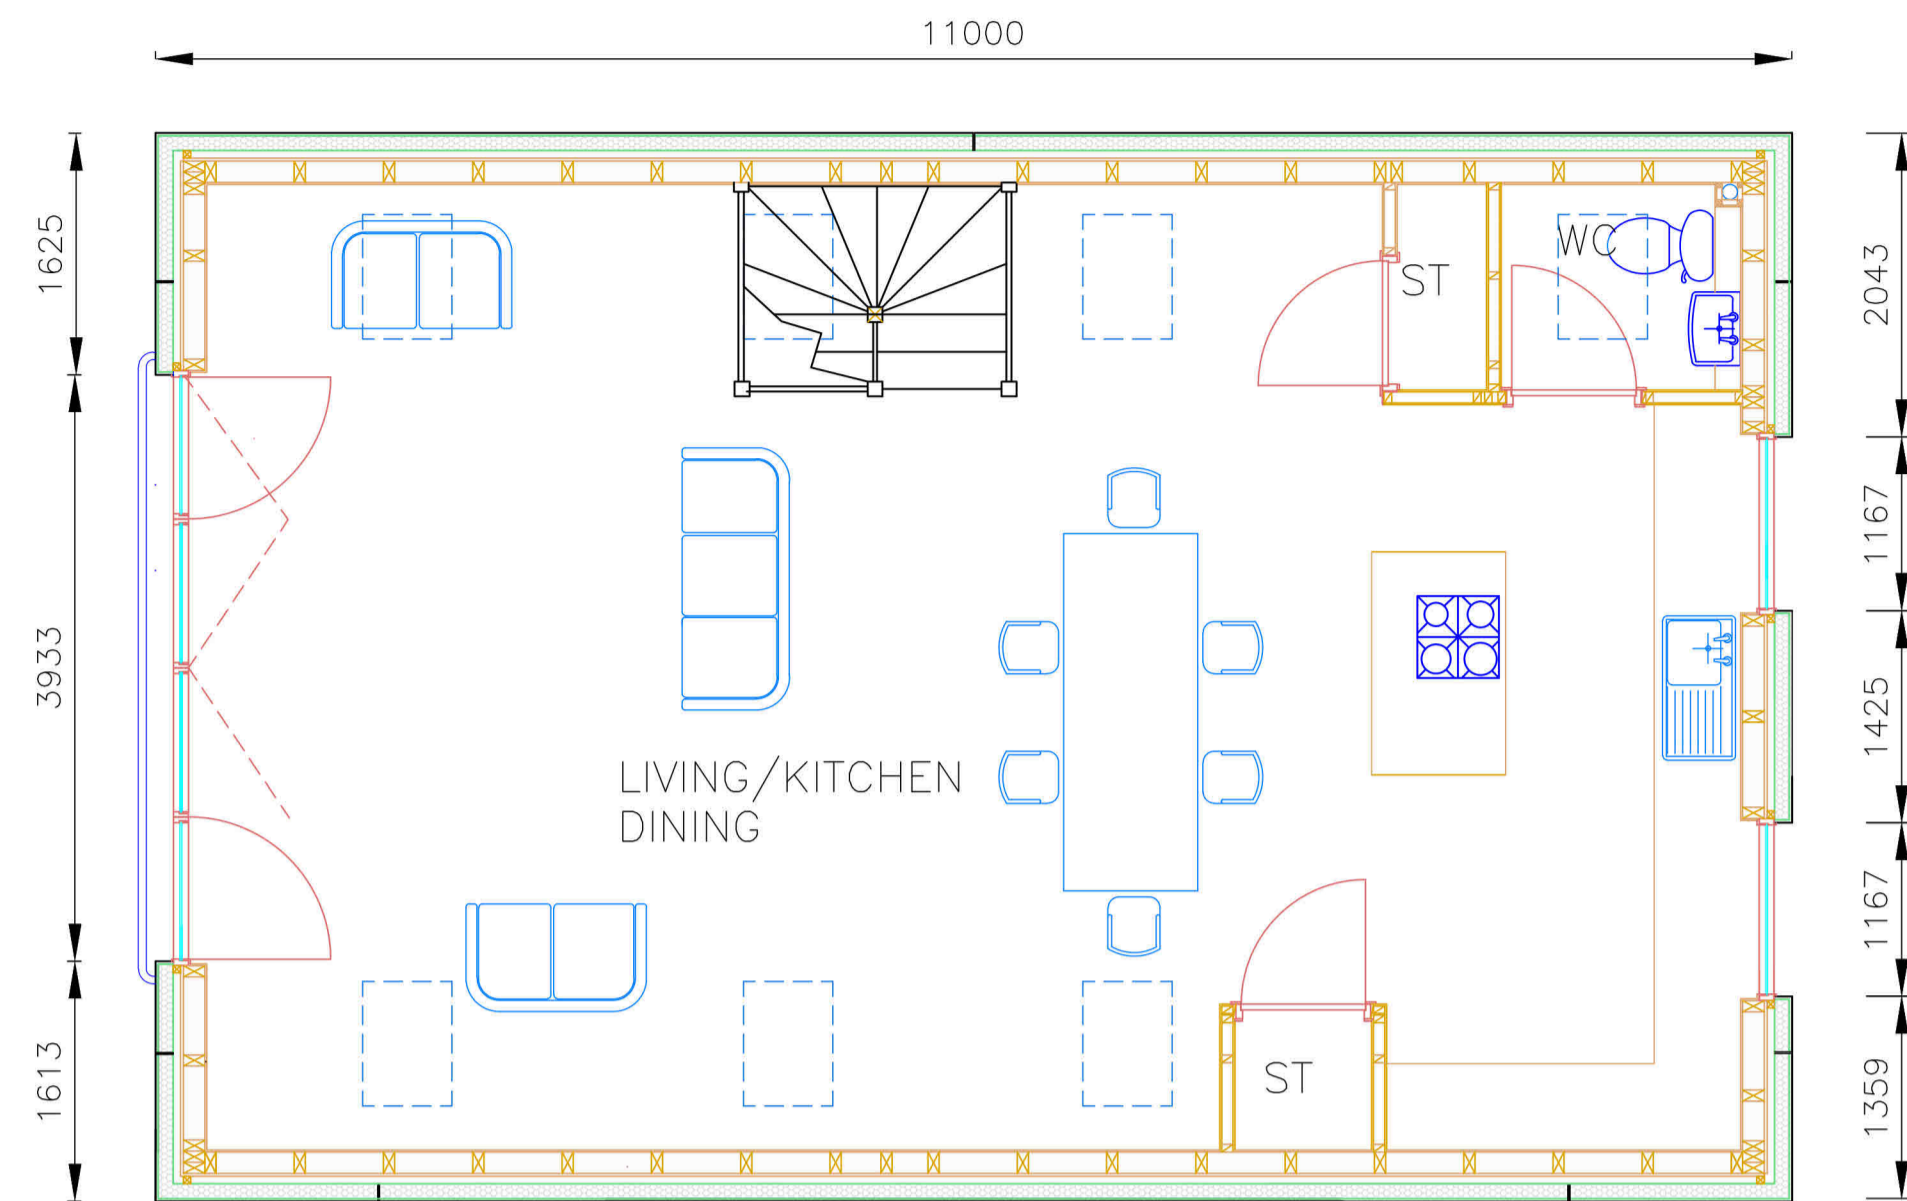 11000
1625
3933
1613
WC
ST
LIVING/KITCHEN
DINING
ST
2043
1167
1425
1167
1359